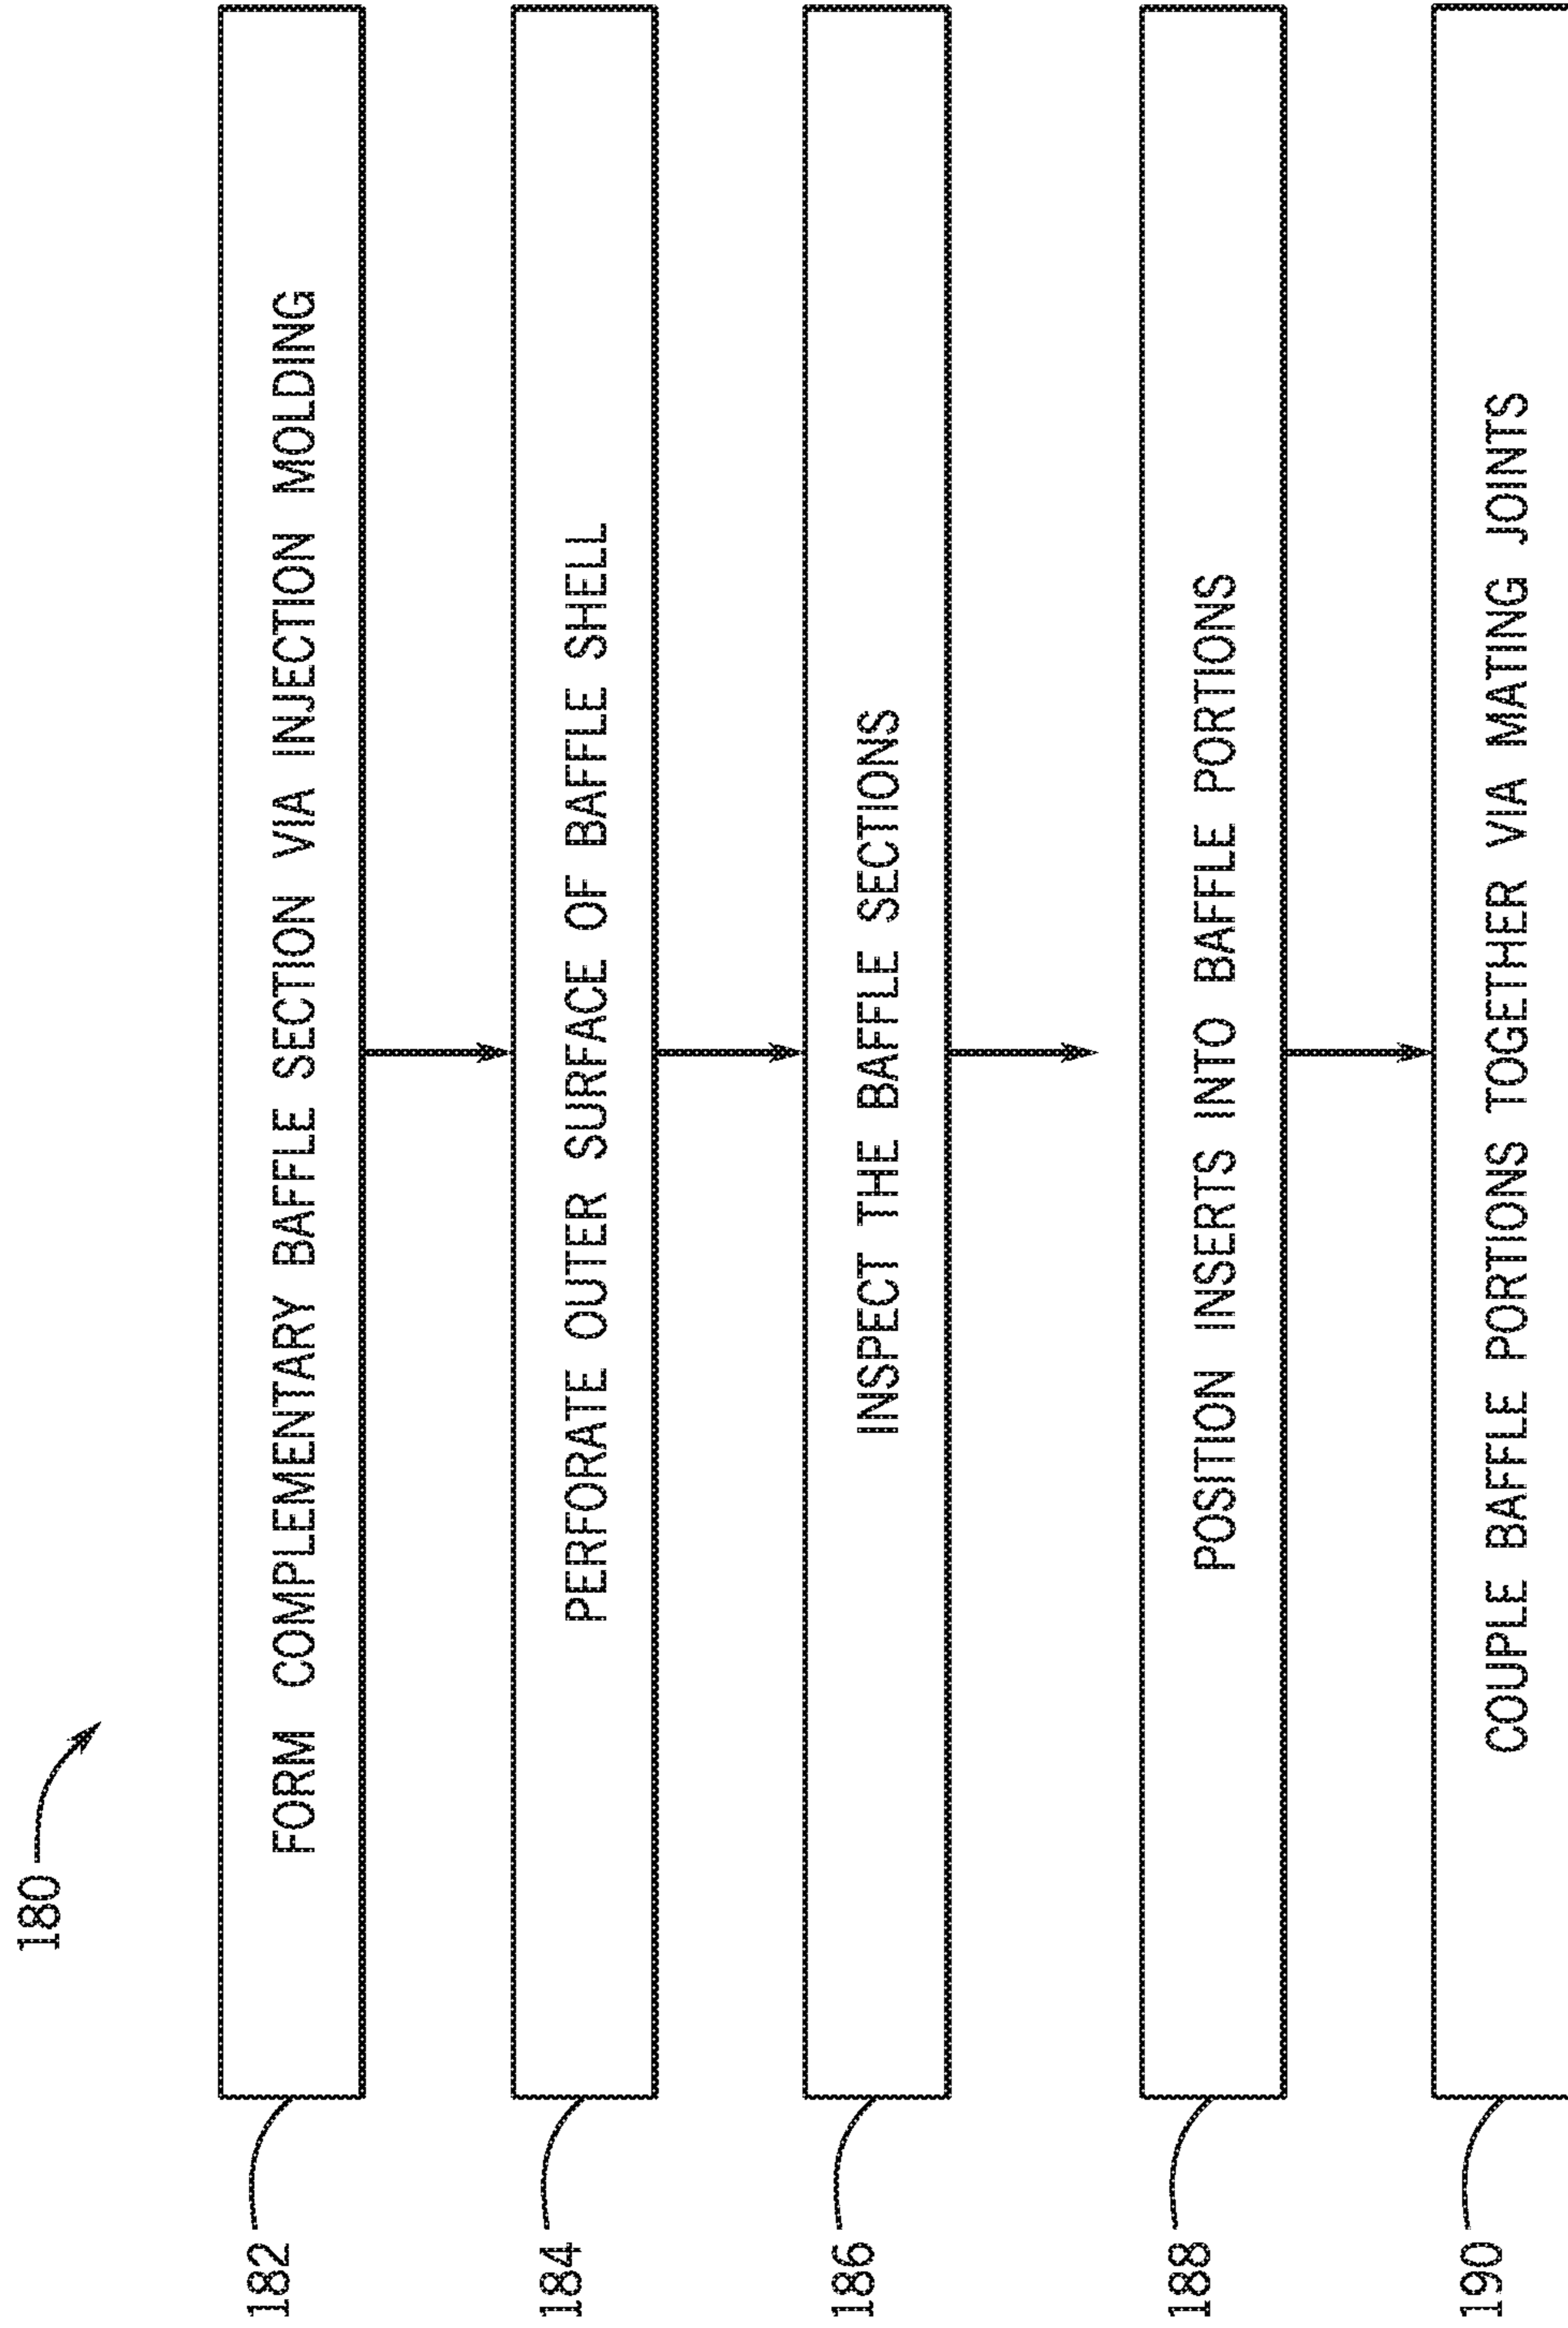 180
182
FORM COMPLEMENTARY BAFFLE SECTION VIA INJECTION MOLDING
184
PERFORATE OUTER SURFACE OF BAFFLE SHELL
186
INSPECT THE BAFFLE SECTIONS
188
POSITION INSERTS INTO BAFFLE PORTIONS
190
COUPLE BAFFLE PORTIONS TOGETHER VIA MATING JOINTS